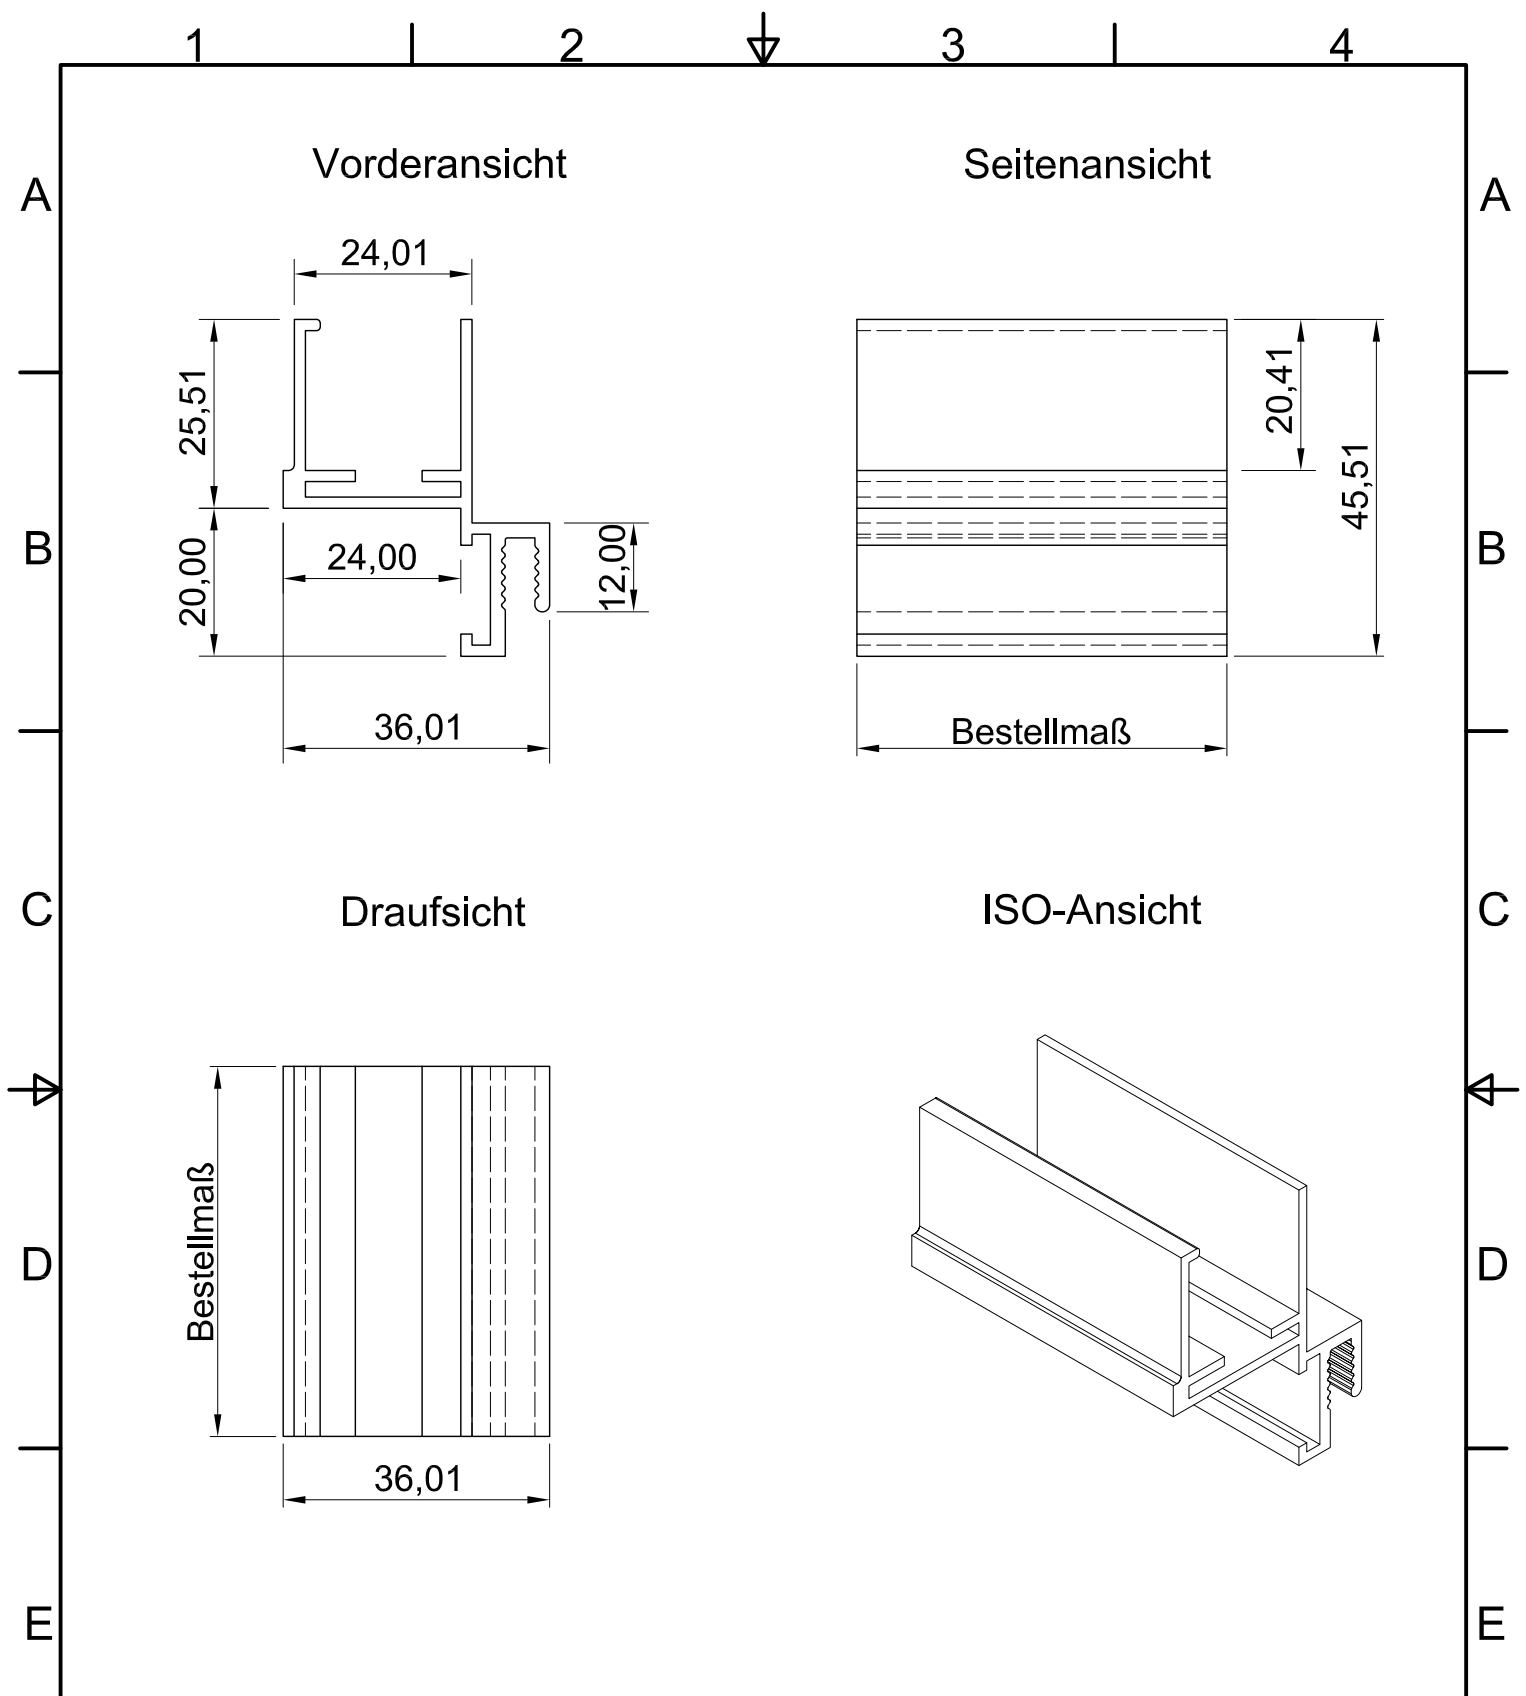 1 2 3 4
Vorderansicht
Seitenansicht
A A
24,01
25,51
20,41
45,51
B B
20,00
24,00
12,00
36,01
Bestellmaß
C C
Draufsicht
ISO-Ansicht
Bestellmaß
D D
36,01
E E